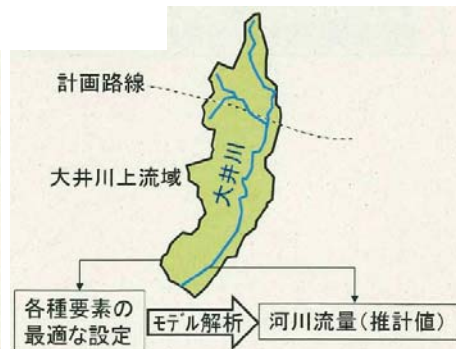 計画路線
大井川上流域
大井川
各種要素の
最適な設定
モデル解析
河川流量(推計値)